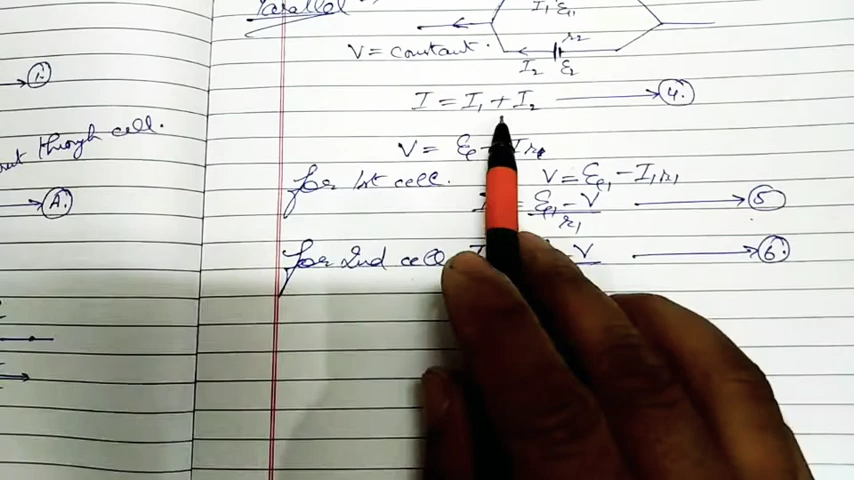 Parallel
I₁ ε₁
r₂
V = constant.
I₂ ε₂
1.
I = I₁ + I₂ 4.
through cell.
V = ε - Ir
for 1st cell. V = ε₁ - I₁r₁
A.
= ε₁ - V / r₁ 5
for 2nd cell - V 6.